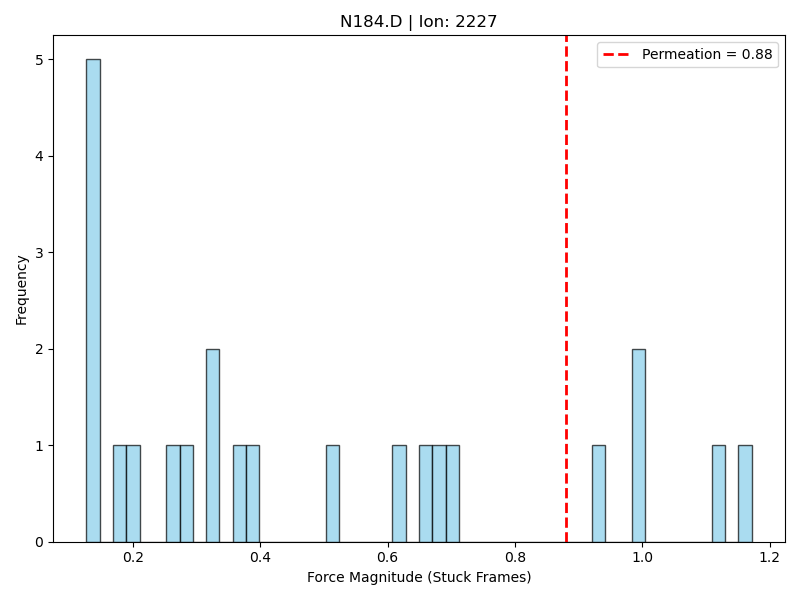 N184.D | Ion: 2227
Permeation = 0.88
Frequency
5
4
3
2
1
0
0.2 0.4 0.6 0.8 1.0 1.2
Force Magnitude (Stuck Frames)